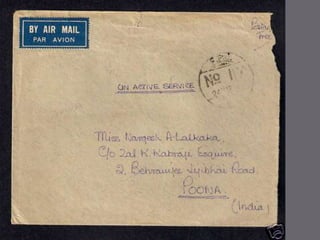 BY AIR MAIL
PAR AVION
No
ON ACTIVE SERVICE
Miss Nargesh A. Lalkaka,
C/o Zal K. Kabraji Esquire,
2, Behramjee Jijibhai Road.
POONA.
(India)